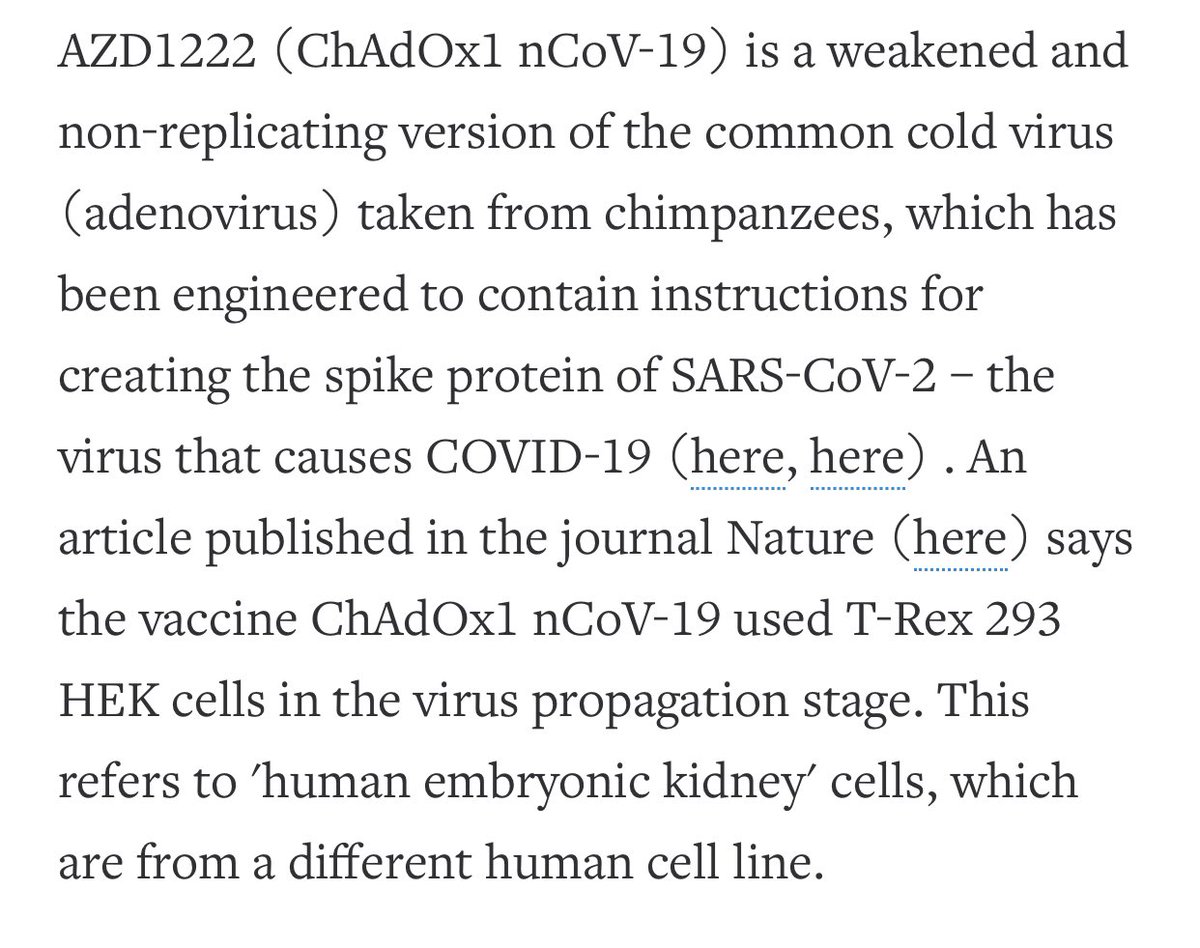 AZD1222 (ChAdOx1 nCoV-19) is a weakened and
non-replicating version of the common cold virus
(adenovirus) taken from chimpanzees, which has
been engineered to contain instructions for
creating the spike protein of SARS-CoV-2 – the
virus that causes COVID-19 (here, here) . An
article published in the journal Nature (here) says
the vaccine ChAdOx1 nCoV-19 used T-Rex 293
HEK cells in the virus propagation stage. This
refers to ′human embryonic kidney′ cells, which
are from a different human cell line.